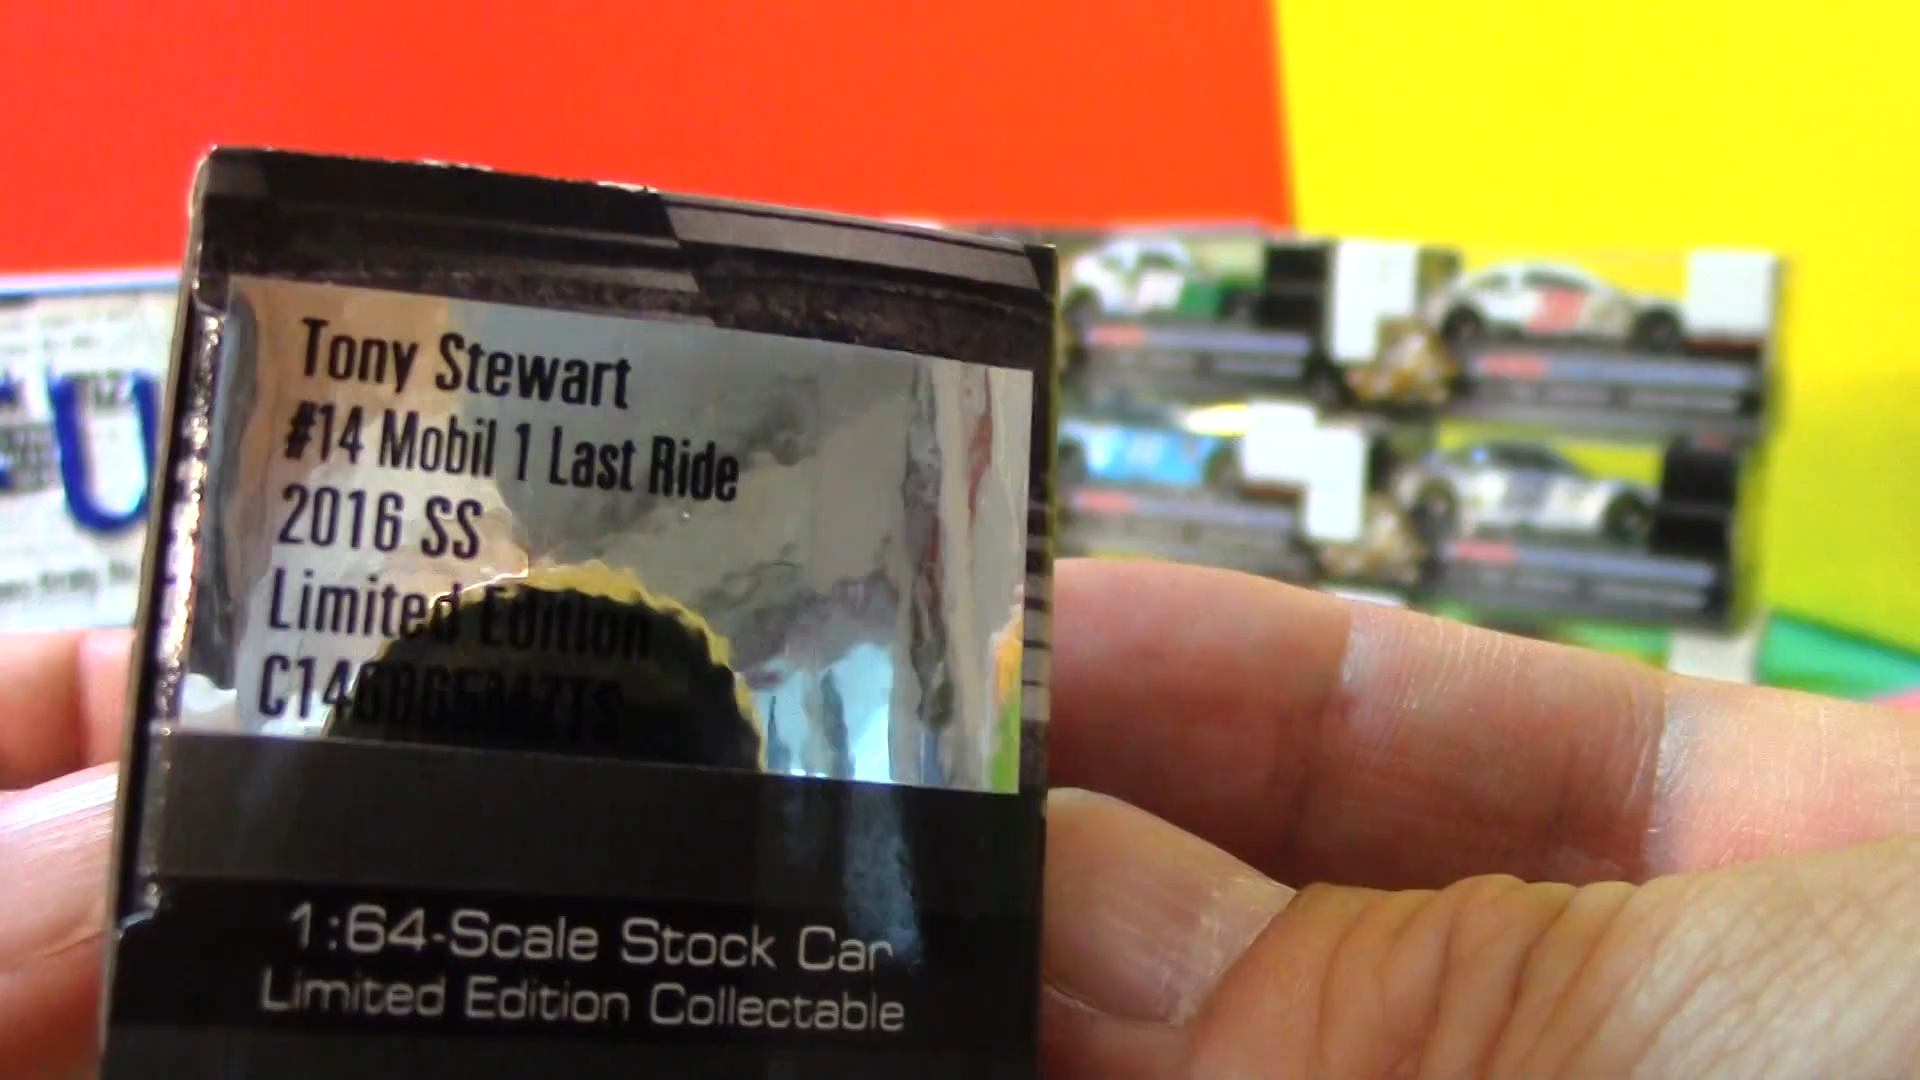 Tony Stewart
#14 Mobil 1 Last Ride
2016 SS
Limited Edition
C146865MZTS
1:64-Scale Stock Car
Limited Edition Collectable